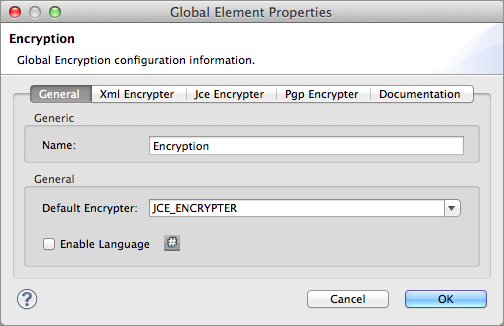 Global Element Properties
Encryption
Global Encryption configuration information.
General Xml Encrypter Jce Encrypter Pgp Encrypter Documentation
Generic
Name: Encryption
General
Default Encrypter: JCE_ENCRYPTER
Enable Language #
? Cancel OK